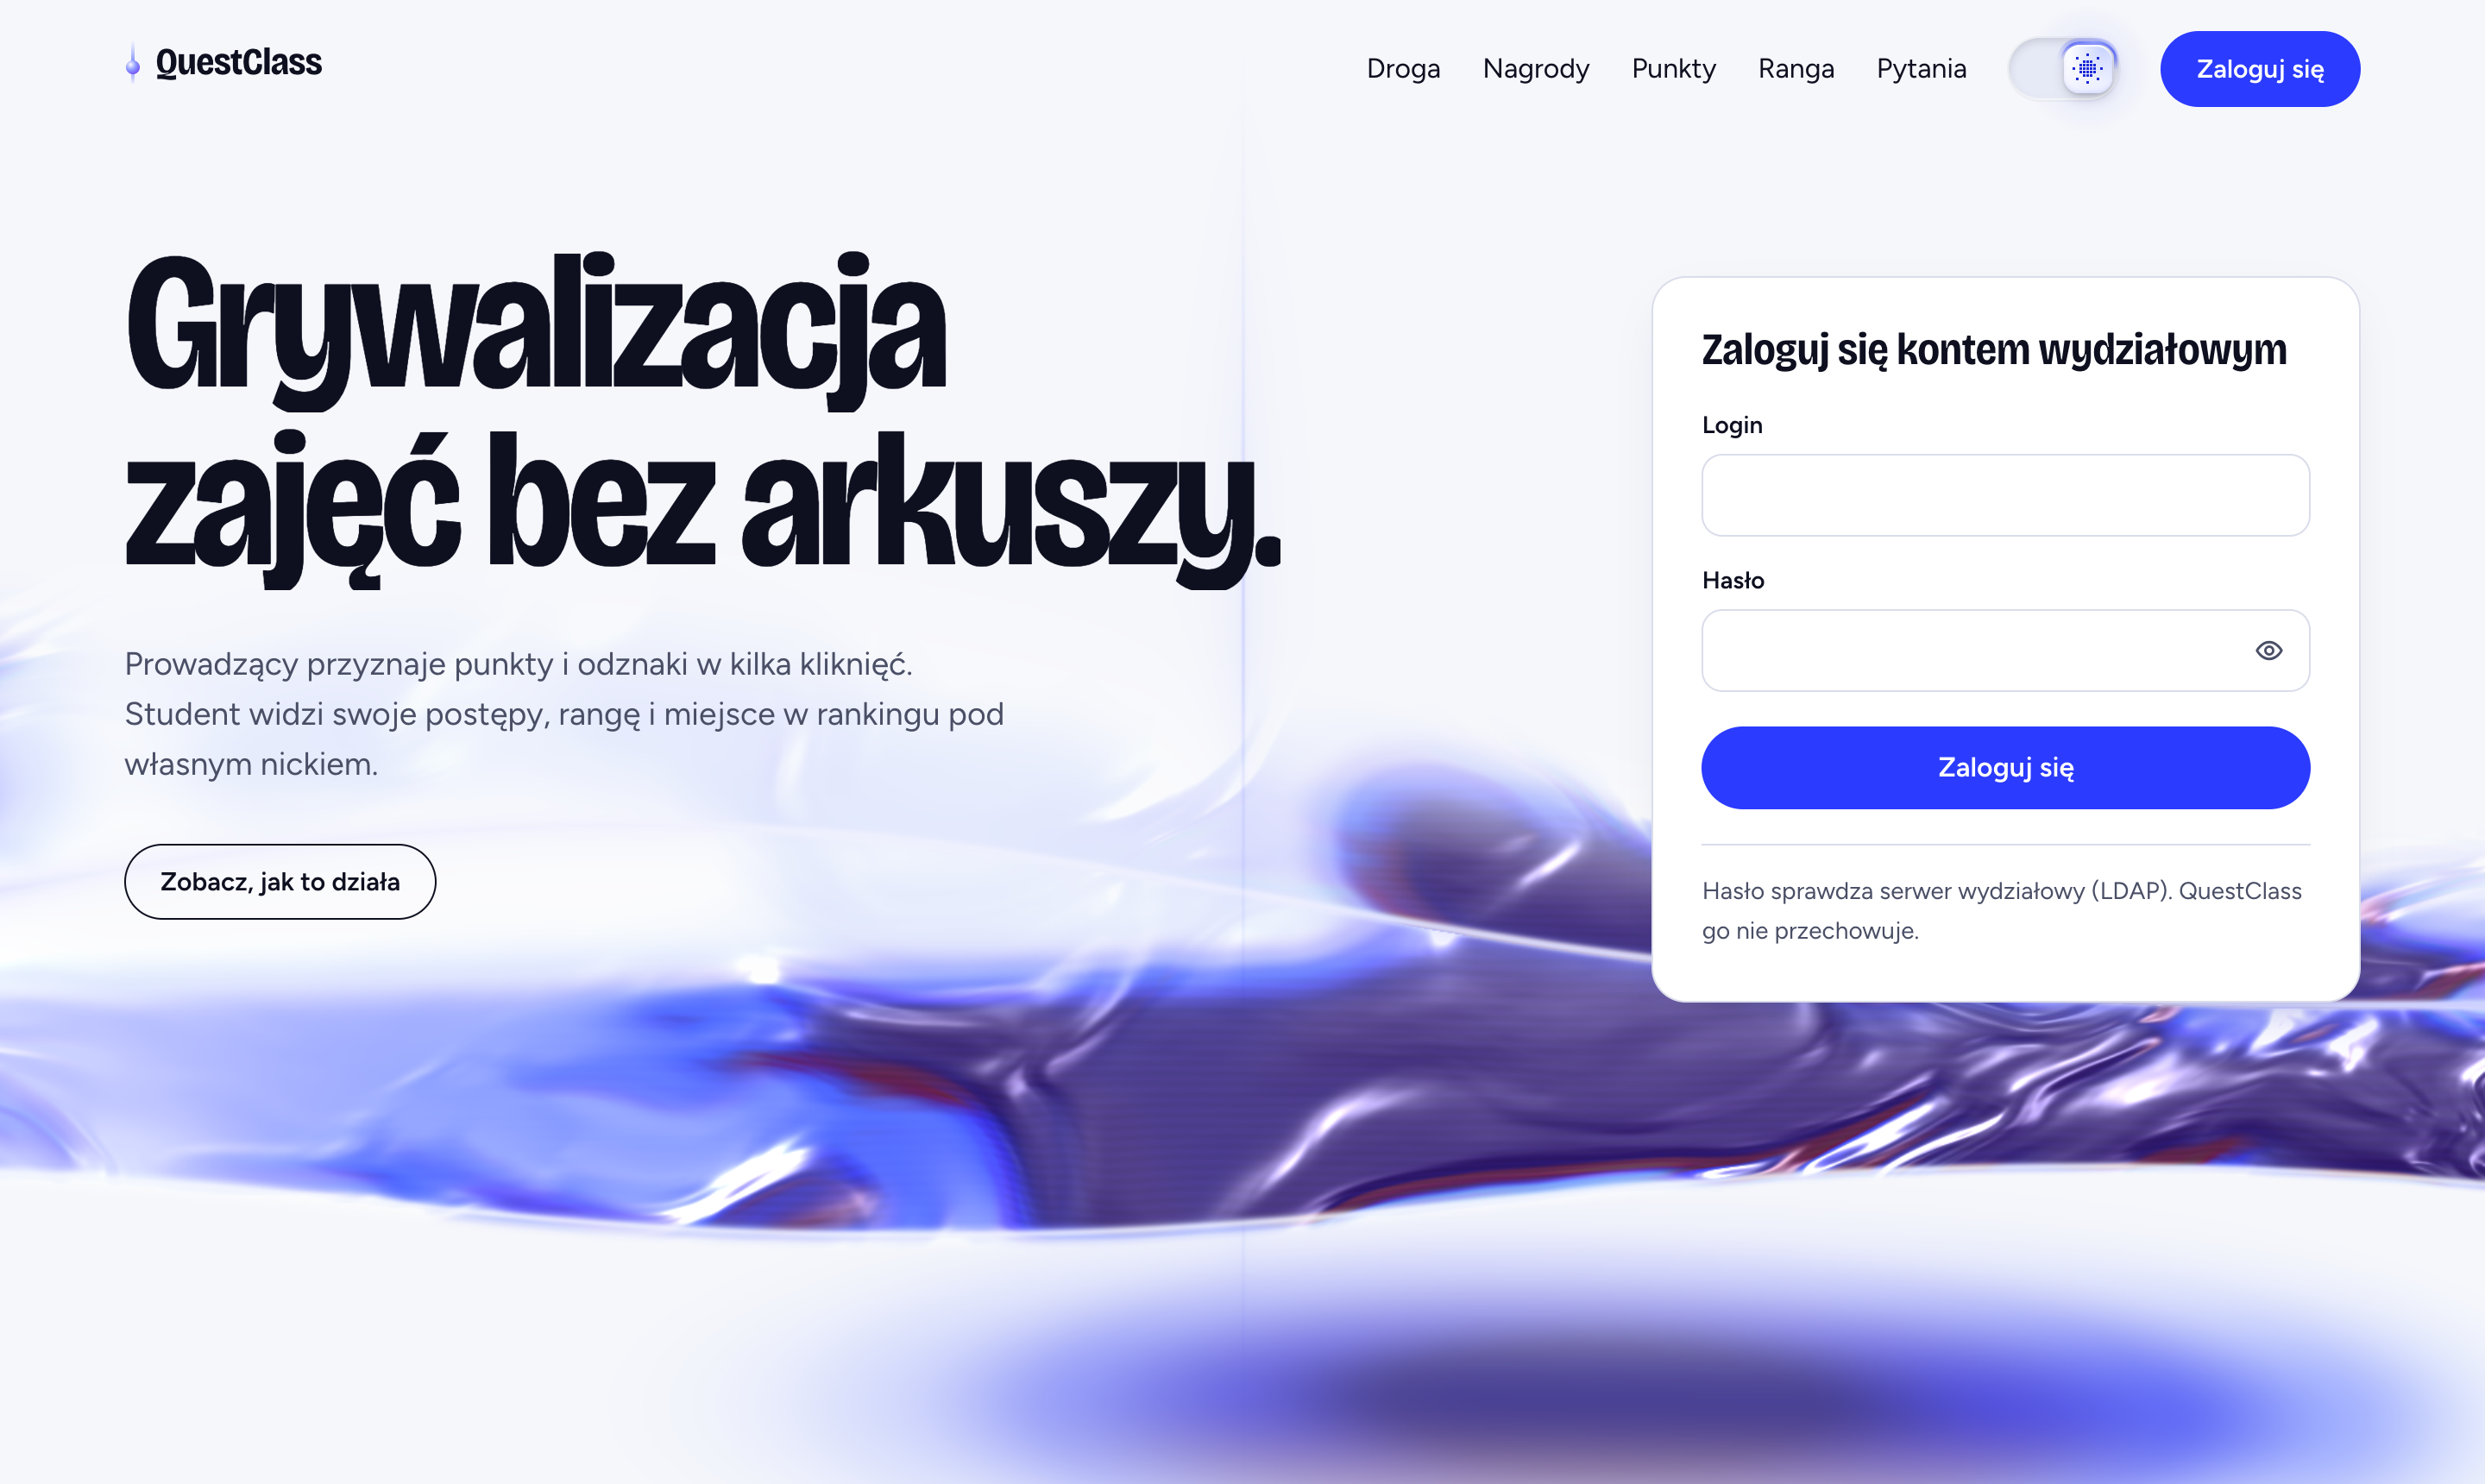 QuestClass
Droga
Nagrody
Punkty
Ranga
Pytania
Zaloguj się
Grywalizacja
zajęć bez arkuszy.
Prowadzący przyznaje punkty i odznaki w kilka kliknięć.
Student widzi swoje postępy, rangę i miejsce w rankingu pod
własnym nickiem.
Zobacz, jak to działa
Zaloguj się kontem wydziałowym
Login
Hasło
Zaloguj się
Hasło sprawdza serwer wydziałowy (LDAP). QuestClass
go nie przechowuje.